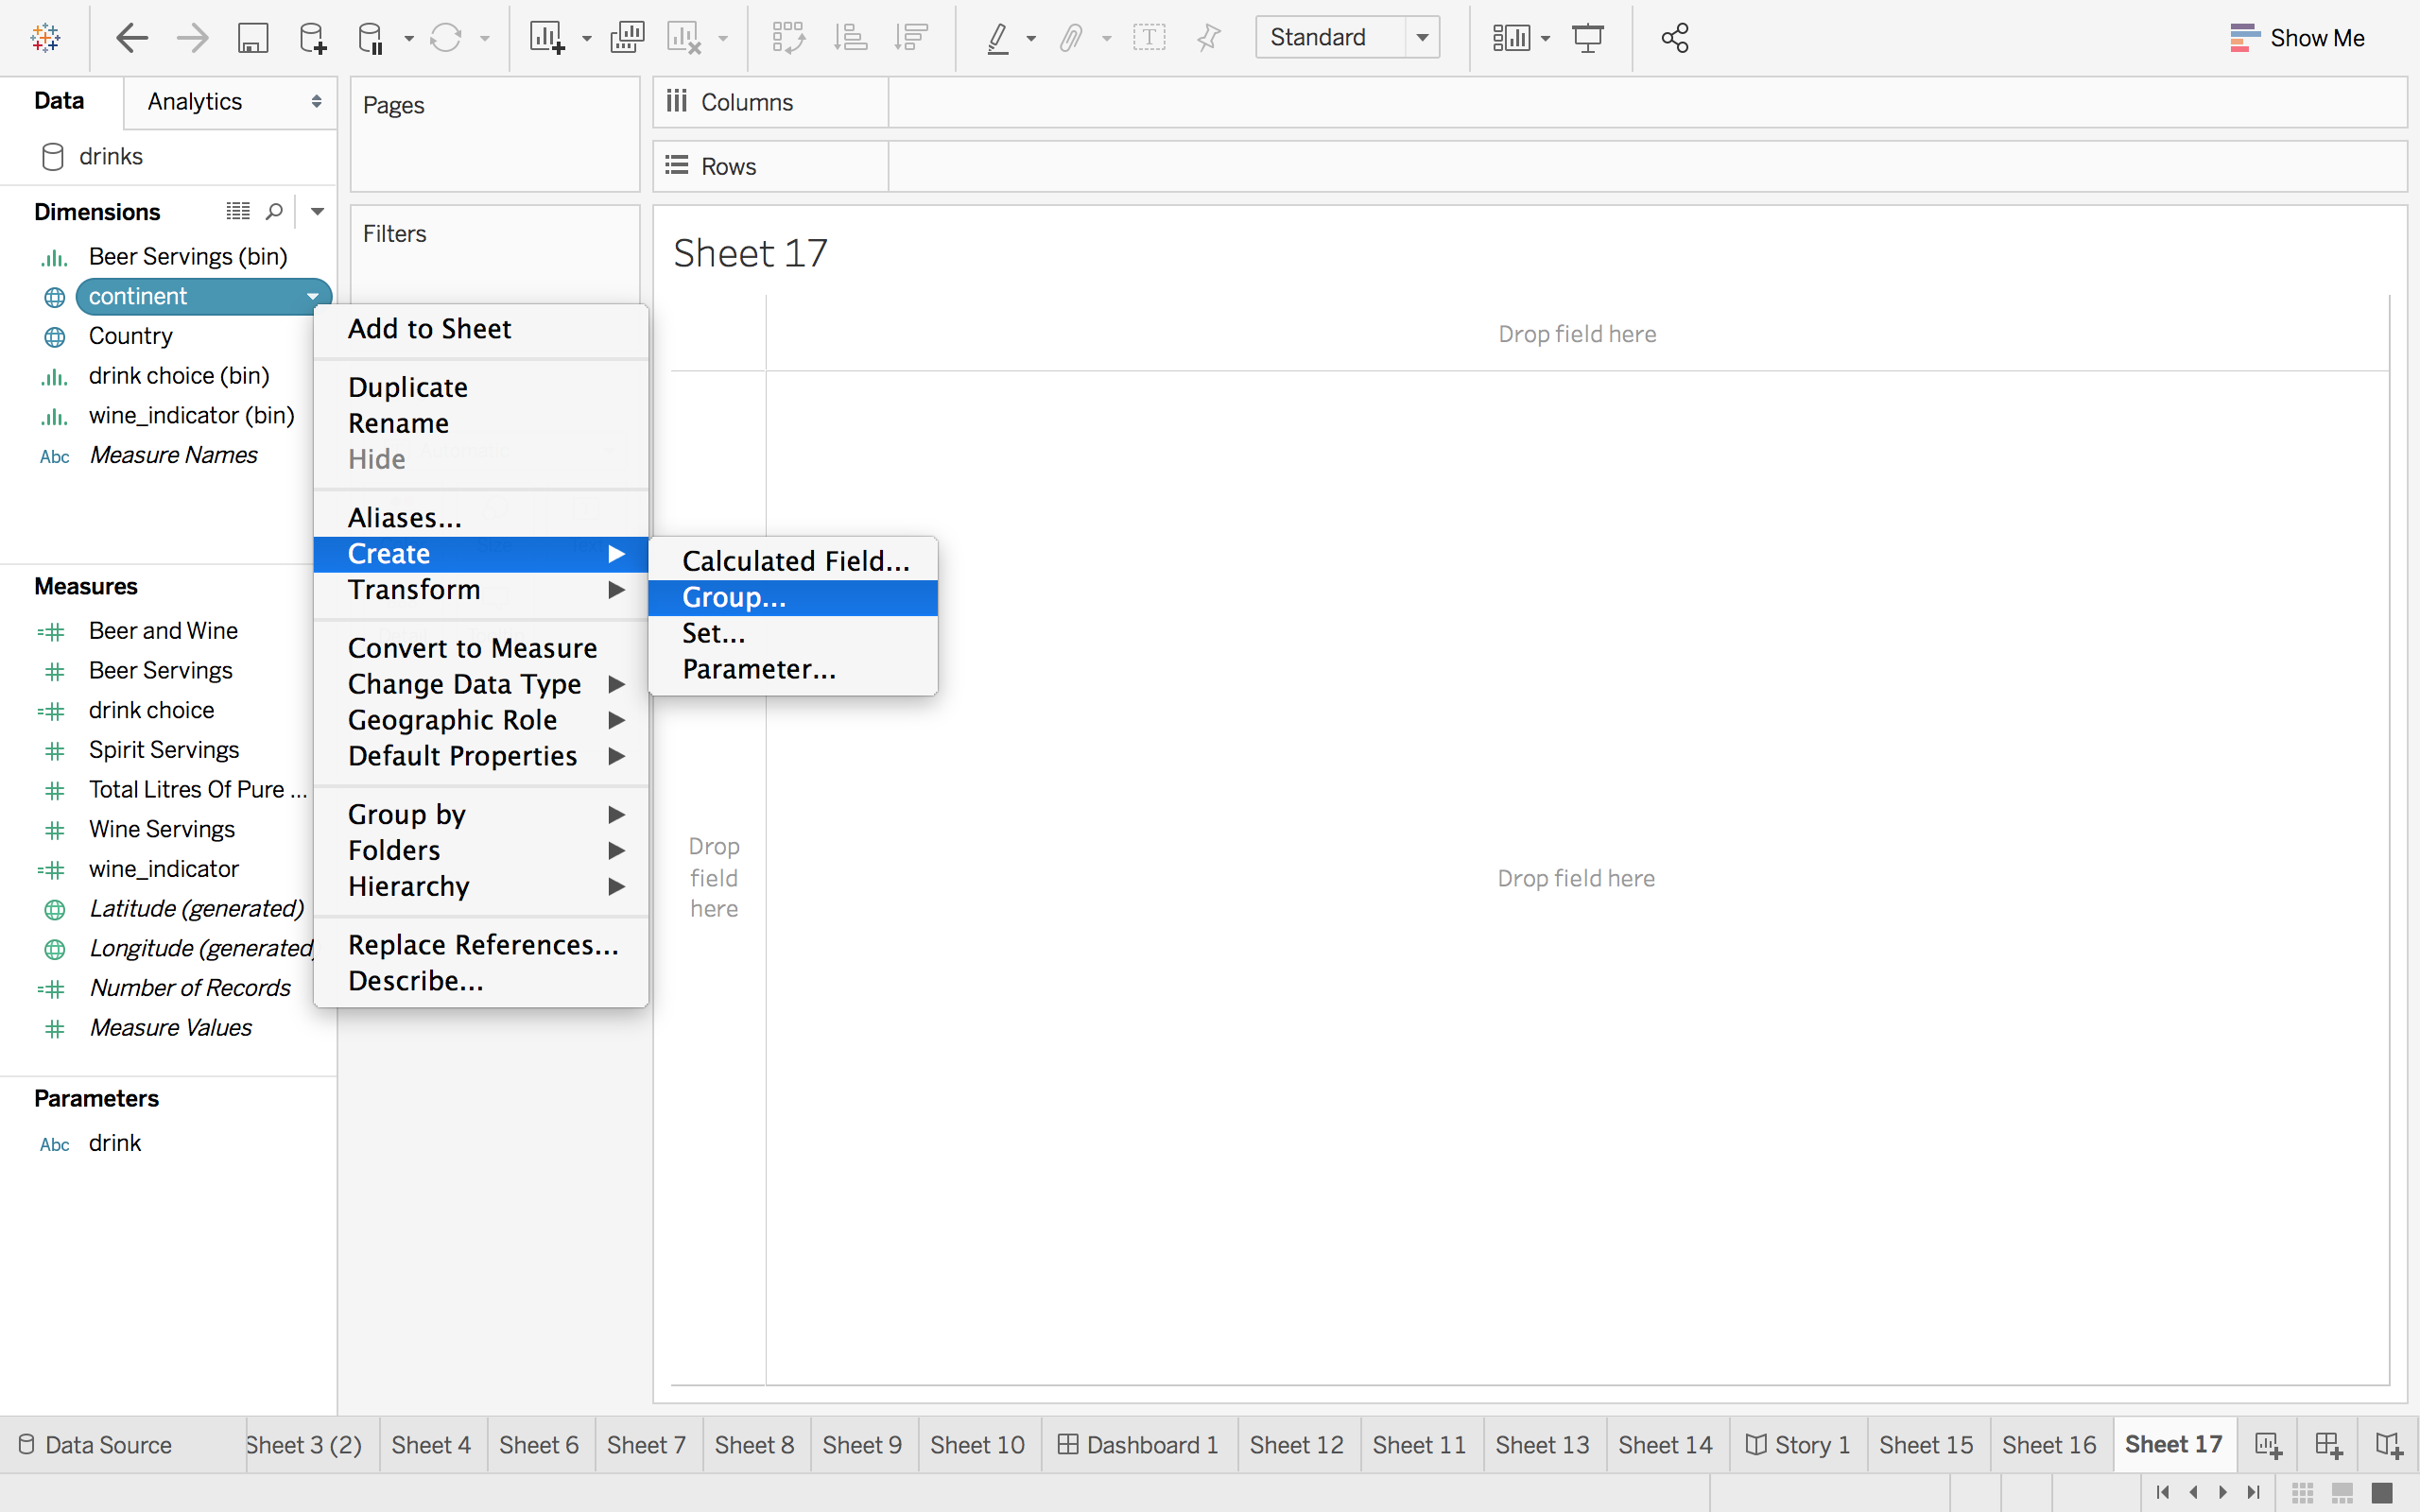 Standard
Show Me
Data
Analytics
drinks
Dimensions
Beer Servings (bin)
continent
Country
drink choice (bin)
wine_indicator (bin)
Abc Measure Names
Measures
Beer and Wine
Beer Servings
drink choice
Spirit Servings
Total Litres Of Pure ...
Wine Servings
wine_indicator
Latitude (generated)
Longitude (generated)
Number of Records
Measure Values
Parameters
Abc drink
Pages
Filters
Add to Sheet
Duplicate
Rename
Hide
Aliases...
Create
Transform
Convert to Measure
Change Data Type
Geographic Role
Default Properties
Group by
Folders
Hierarchy
Replace References...
Describe...
Calculated Field...
Group...
Set...
Parameter...
Columns
Rows
Sheet 17
Drop field here
Drop
field
here
Drop field here
Data Source
Sheet 3 (2)
Sheet 4
Sheet 6
Sheet 7
Sheet 8
Sheet 9
Sheet 10
Dashboard 1
Sheet 12
Sheet 11
Sheet 13
Sheet 14
Story 1
Sheet 15
Sheet 16
Sheet 17